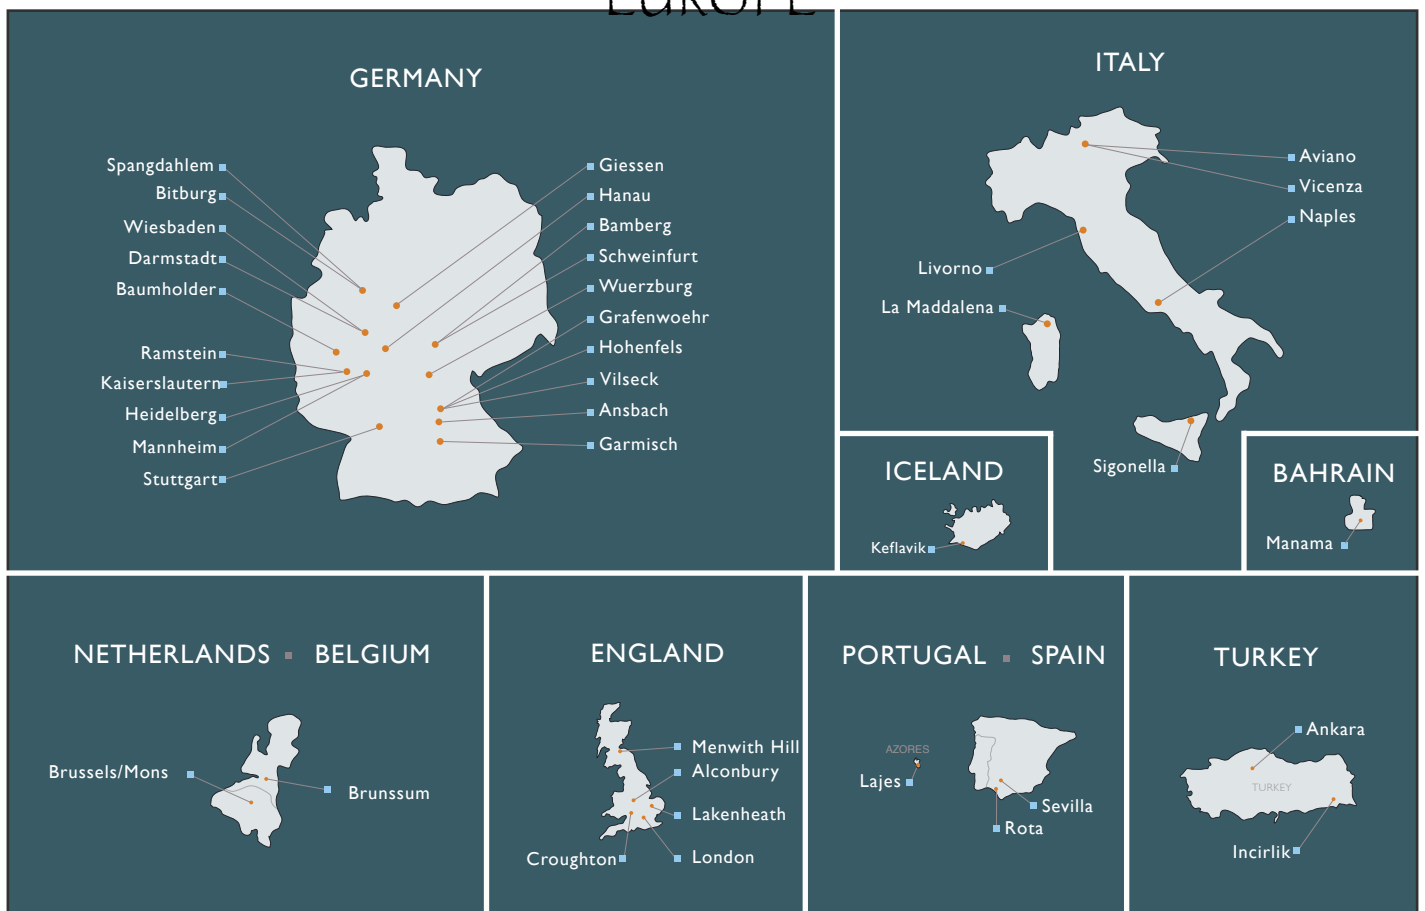 EUROPE
GERMANY
Spangdahlem
Bitburg
Wiesbaden
Darmstadt
Baumholder
Ramstein
Kaiserslautern
Heidelberg
Mannheim
Stuttgart
Giessen
Hanau
Bamberg
Schweinfurt
Wuerzburg
Grafenwoehr
Hohenfels
Vilseck
Ansbach
Garmisch
ITALY
Aviano
Vicenza
Naples
Livorno
La Maddalena
Sigonella
ICELAND
Keflavik
BAHRAIN
Manama
NETHERLANDS ▪ BELGIUM
Brussels/Mons
Brunssum
ENGLAND
Menwith Hill
Alconbury
Lakenheath
London
Croughton
PORTUGAL ▪ SPAIN
AZORES
Lajes
Sevilla
Rota
TURKEY
Ankara
TURKEY
Incirlik